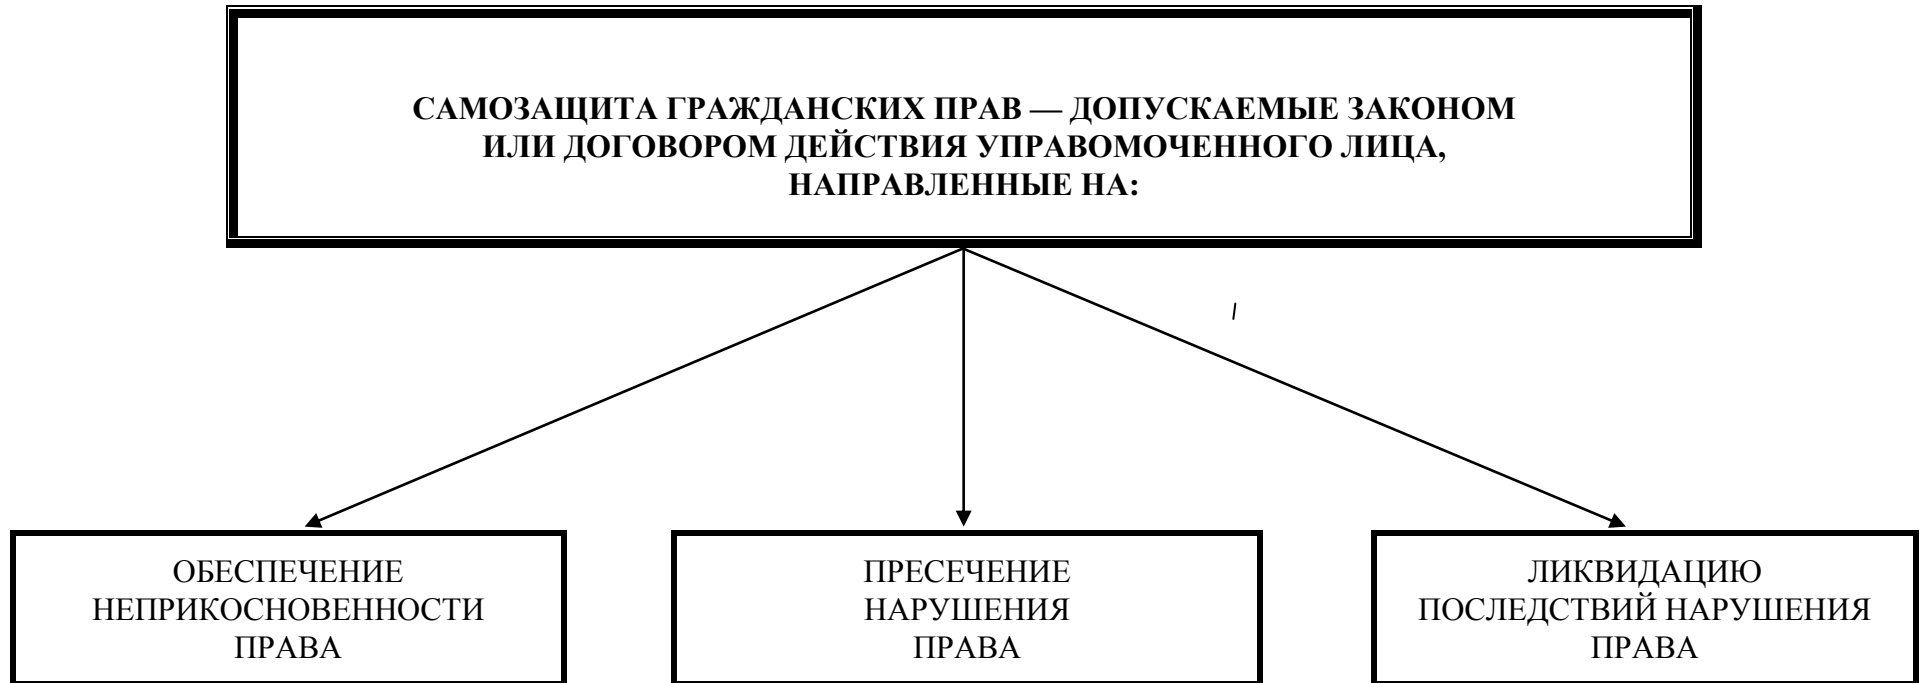 САМОЗАЩИТА ГРАЖДАНСКИХ ПРАВ — ДОПУСКАЕМЫЕ ЗАКОНОМ
ИЛИ ДОГОВОРОМ ДЕЙСТВИЯ УПРАВОМОЧЕННОГО ЛИЦА,
НАПРАВЛЕННЫЕ НА:
ОБЕСПЕЧЕНИЕ
НЕПРИКОСНОВЕННОСТИ
ПРАВА
ПРЕСЕЧЕНИЕ
НАРУШЕНИЯ
ПРАВА
ЛИКВИДАЦИЮ
ПОСЛЕДСТВИЙ НАРУШЕНИЯ
ПРАВА